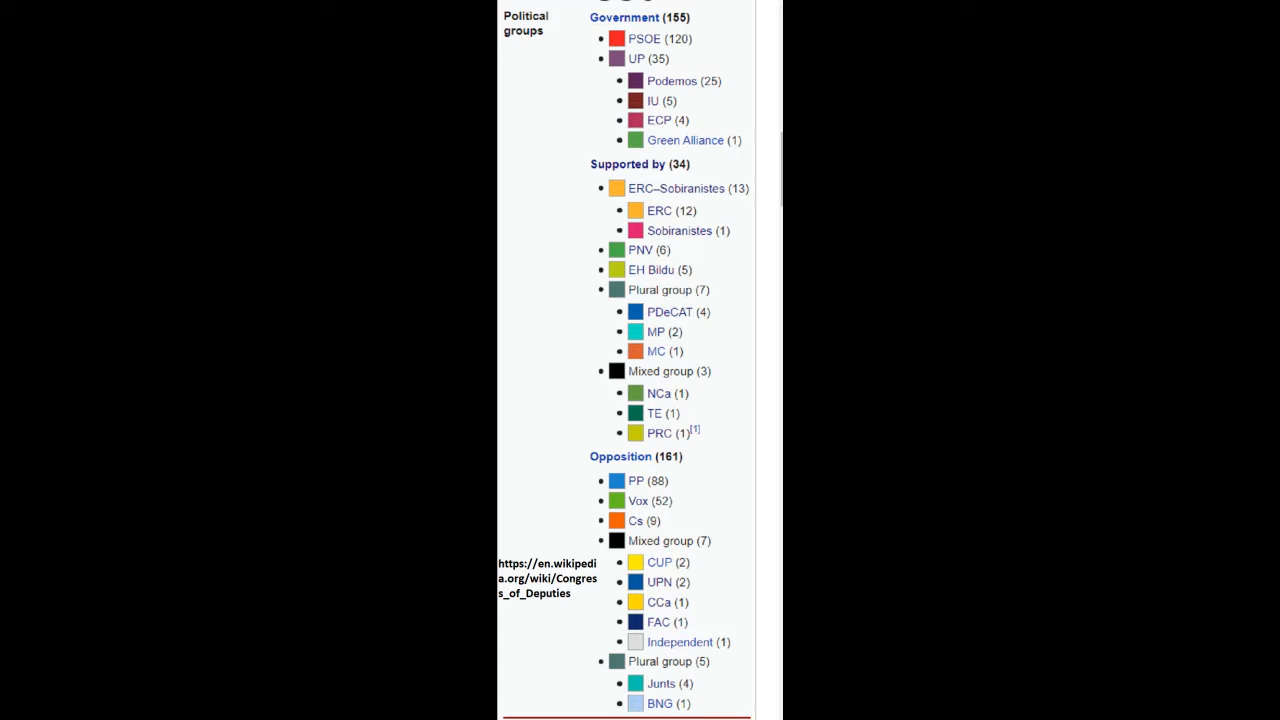 Political
groups
Government (155)
PSOE (120)
UP (35)
Podemos (25)
IU (5)
ECP (4)
Green Alliance (1)
Supported by (34)
ERC–Sobiranistes (13)
ERC (12)
Sobiranistes (1)
PNV (6)
EH Bildu (5)
Plural group (7)
PDeCAT (4)
MP (2)
MC (1)
Mixed group (3)
NCa (1)
TE (1)
PRC (1)[1]
Opposition (161)
PP (88)
Vox (52)
Cs (9)
Mixed group (7)
CUP (2)
UPN (2)
CCa (1)
FAC (1)
Independent (1)
Plural group (5)
Junts (4)
BNG (1)
https://en.wikipedi
a.org/wiki/Congres
s_of_Deputies